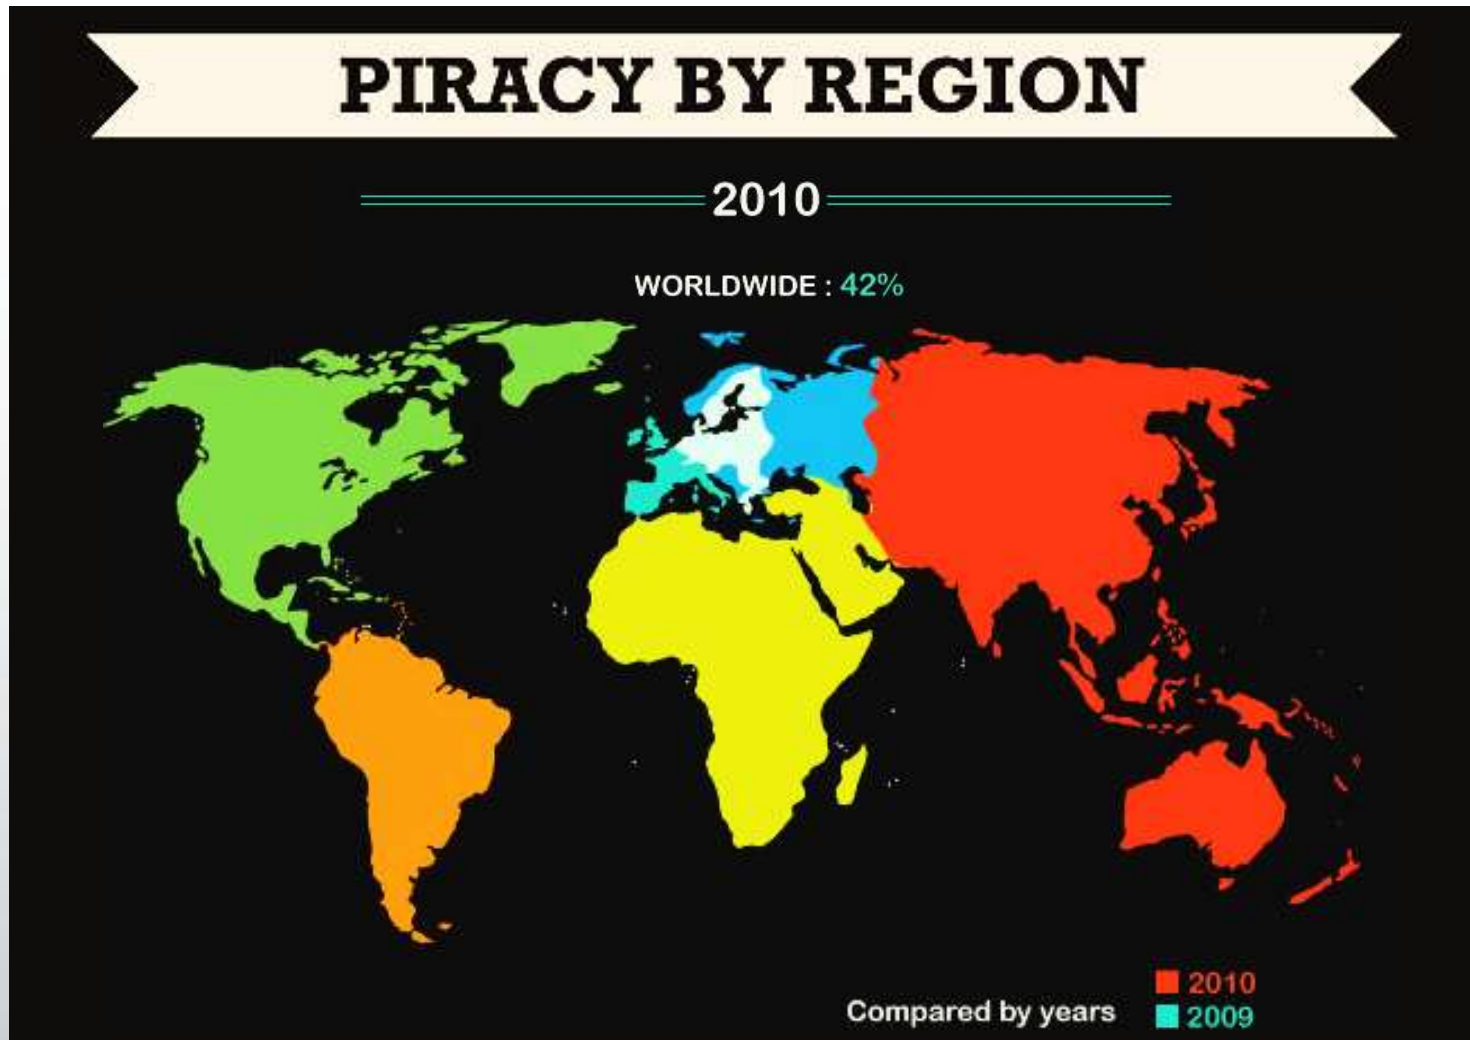 PIRACY BY REGION
2010
WORLDWIDE : 42%
2010
Compared by years
2009